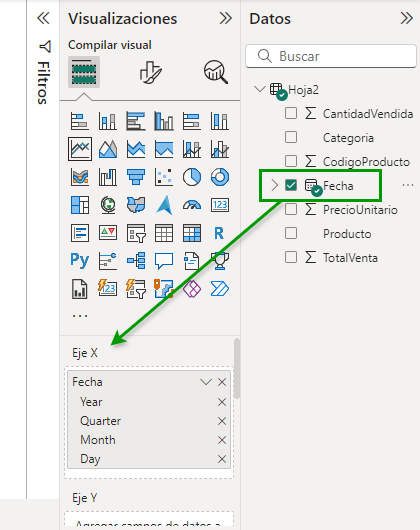 Filtros
Visualizaciones
Compilar visual
123
R
Py
123
...
Eje X
Fecha
Year
Quarter
Month
Day
Eje Y
Agregar campos de datos a
Datos
Buscar
Hoja2
CantidadVendida
Categoria
CodigoProducto
Fecha
PrecioUnitario
Producto
TotalVenta